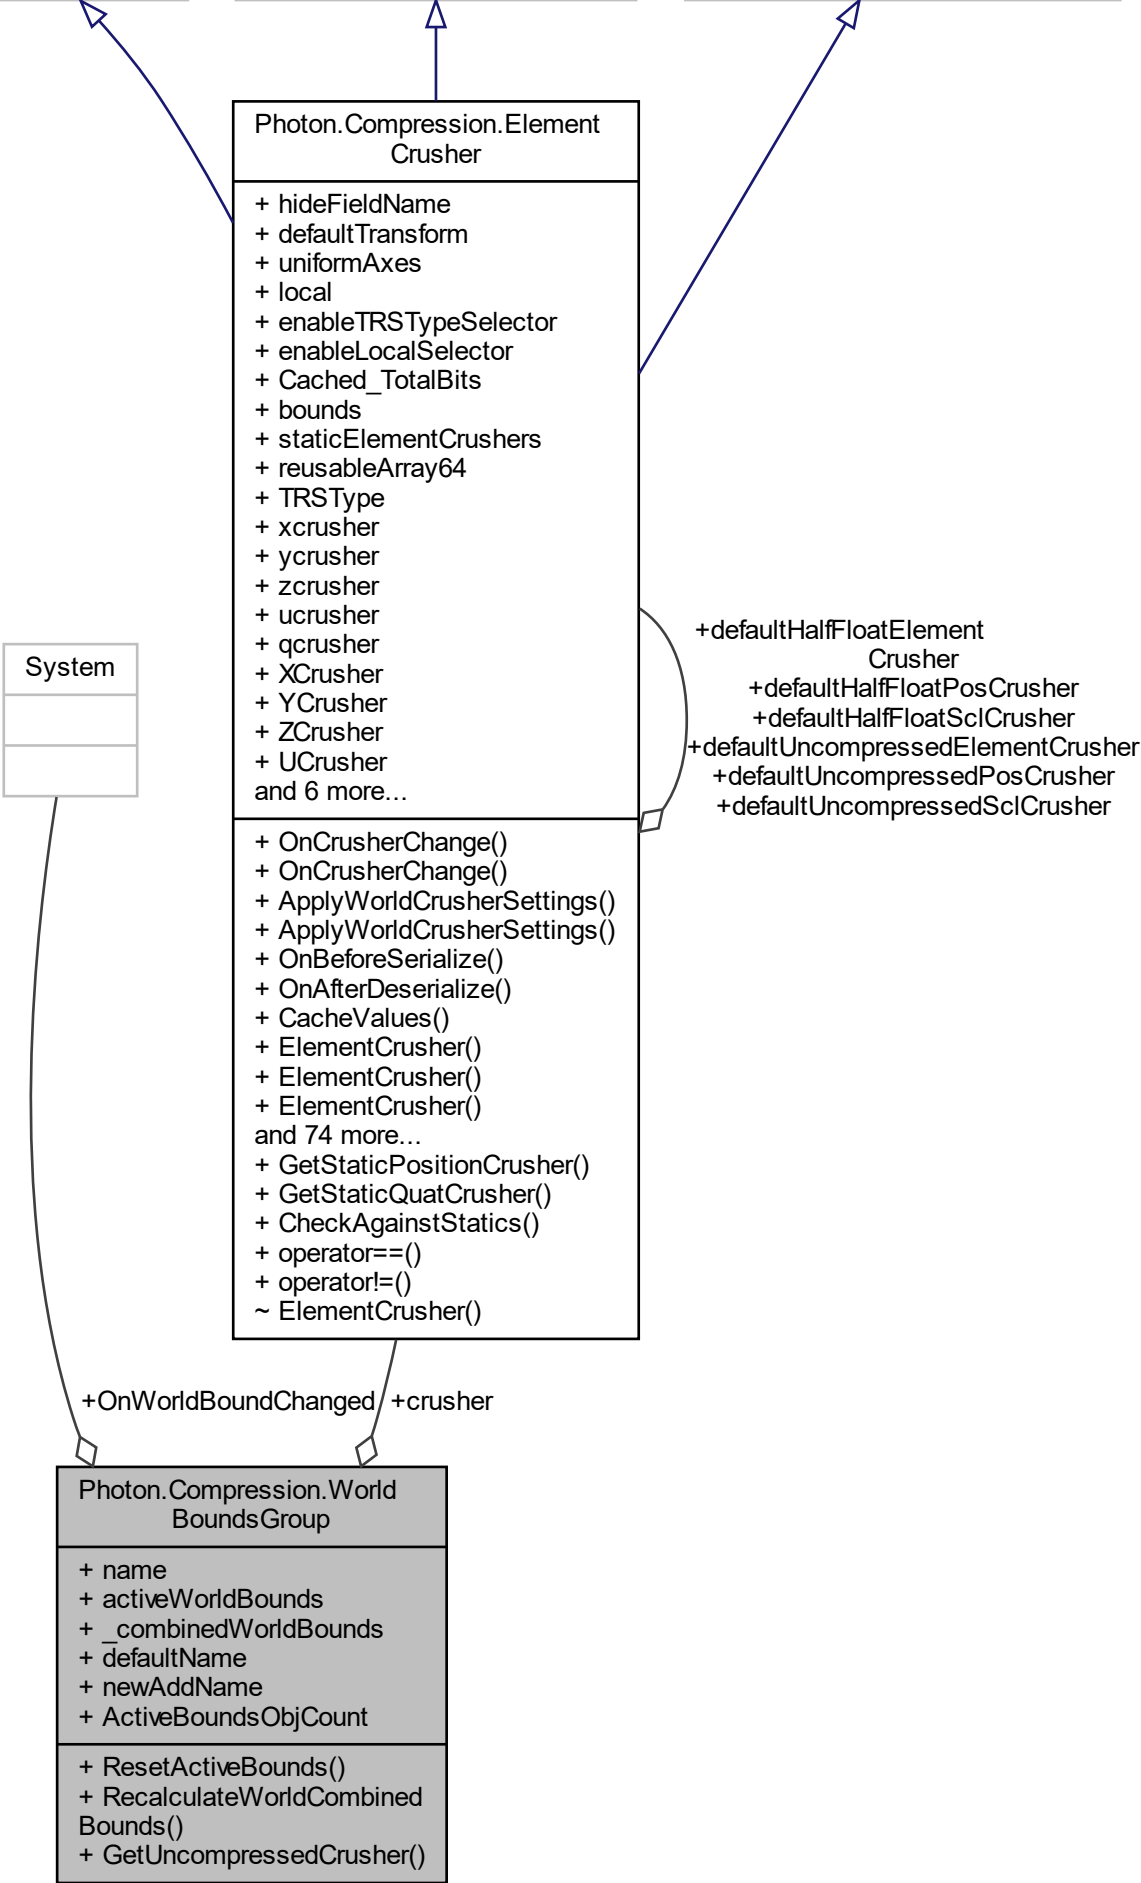 Photon.Compression.Element
Crusher
+ hideFieldName
+ defaultTransform
+ uniformAxes
+ local
+ enableTRSTypeSelector
+ enableLocalSelector
+ Cached_TotalBits
+ bounds
+ staticElementCrushers
+ reusableArray64
+ TRSType
+ xcrusher
+ ycrusher
+ zcrusher
+ ucrusher
+ qcrusher
+ XCrusher
+ YCrusher
+ ZCrusher
+ UCrusher
and 6 more...
+ OnCrusherChange()
+ OnCrusherChange()
+ ApplyWorldCrusherSettings()
+ ApplyWorldCrusherSettings()
+ OnBeforeSerialize()
+ OnAfterDeserialize()
+ CacheValues()
+ ElementCrusher()
+ ElementCrusher()
+ ElementCrusher()
and 74 more...
+ GetStaticPositionCrusher()
+ GetStaticQuatCrusher()
+ CheckAgainstStatics()
+ operator==()
+ operator!=()
~ ElementCrusher()
+defaultHalfFloatElement
Crusher
+defaultHalfFloatPosCrusher
+defaultHalfFloatSclCrusher
+defaultUncompressedElementCrusher
+defaultUncompressedPosCrusher
+defaultUncompressedSclCrusher
System
+OnWorldBoundChanged
+crusher
Photon.Compression.World
BoundsGroup
+ name
+ activeWorldBounds
+ _combinedWorldBounds
+ defaultName
+ newAddName
+ ActiveBoundsObjCount
+ ResetActiveBounds()
+ RecalculateWorldCombined
Bounds()
+ GetUncompressedCrusher()